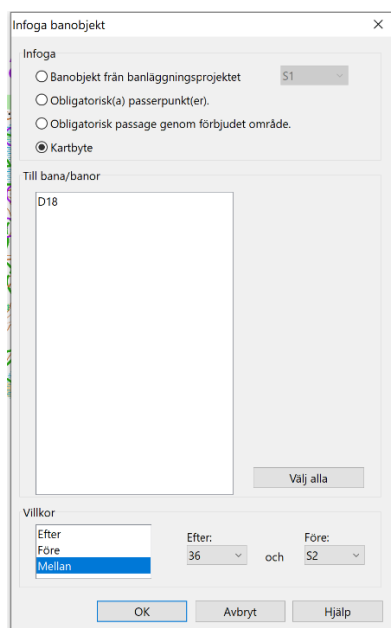 Infoga banobjekt
Infoga
Banobjekt från banläggningsprojektet S1
Obligatorisk(a) passerpunkt(er).
Obligatorisk passage genom förbjudet område.
Kartbyte
Till bana/banor
D18
Välj alla
Villkor
Efter
Före
Mellan
Efter: Före:
36 och S2
OK Avbryt Hjälp